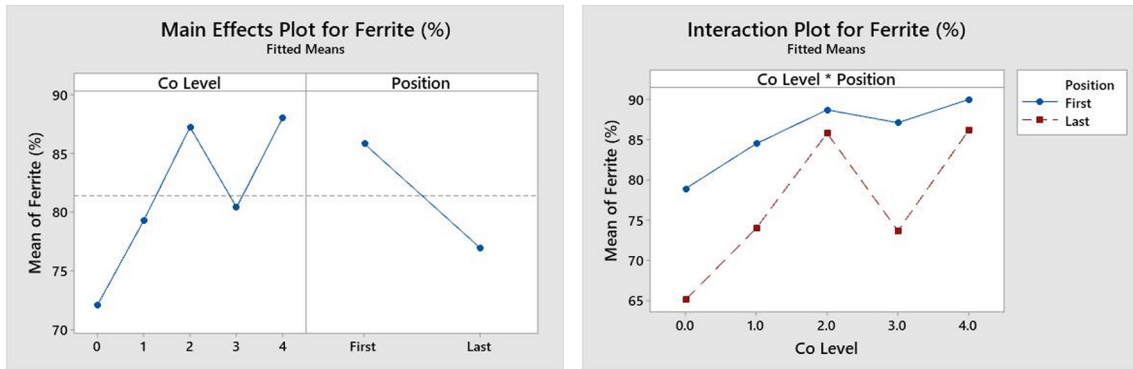 Main Effects Plot for Ferrite (%)
Fitted Means
Co Level
Position
Mean of Ferrite (%)
90
85
80
75
70
0 1 2 3 4
First Last
Interaction Plot for Ferrite (%)
Fitted Means
Co Level * Position
Mean of Ferrite (%)
90
85
80
75
70
65
0.0 1.0 2.0 3.0 4.0
Co Level
Position
First
Last